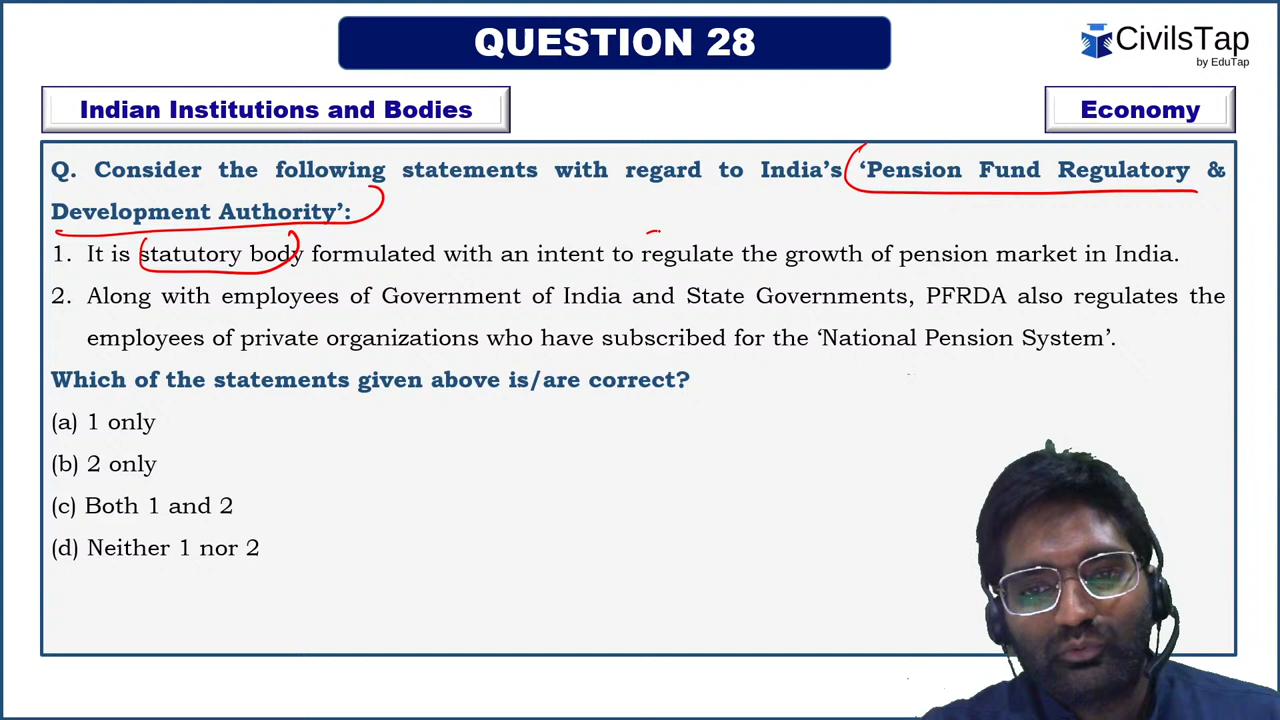 QUESTION 28
CivilsTap
by EduTap
Indian Institutions and Bodies
Economy
Q. Consider the following statements with regard to India’s ‘Pension Fund Regulatory &
Development Authority’:
1. It is statutory body formulated with an intent to regulate the growth of pension market in India.
2. Along with employees of Government of India and State Governments, PFRDA also regulates the
employees of private organizations who have subscribed for the ‘National Pension System’.
Which of the statements given above is/are correct?
(a) 1 only
(b) 2 only
(c) Both 1 and 2
(d) Neither 1 nor 2